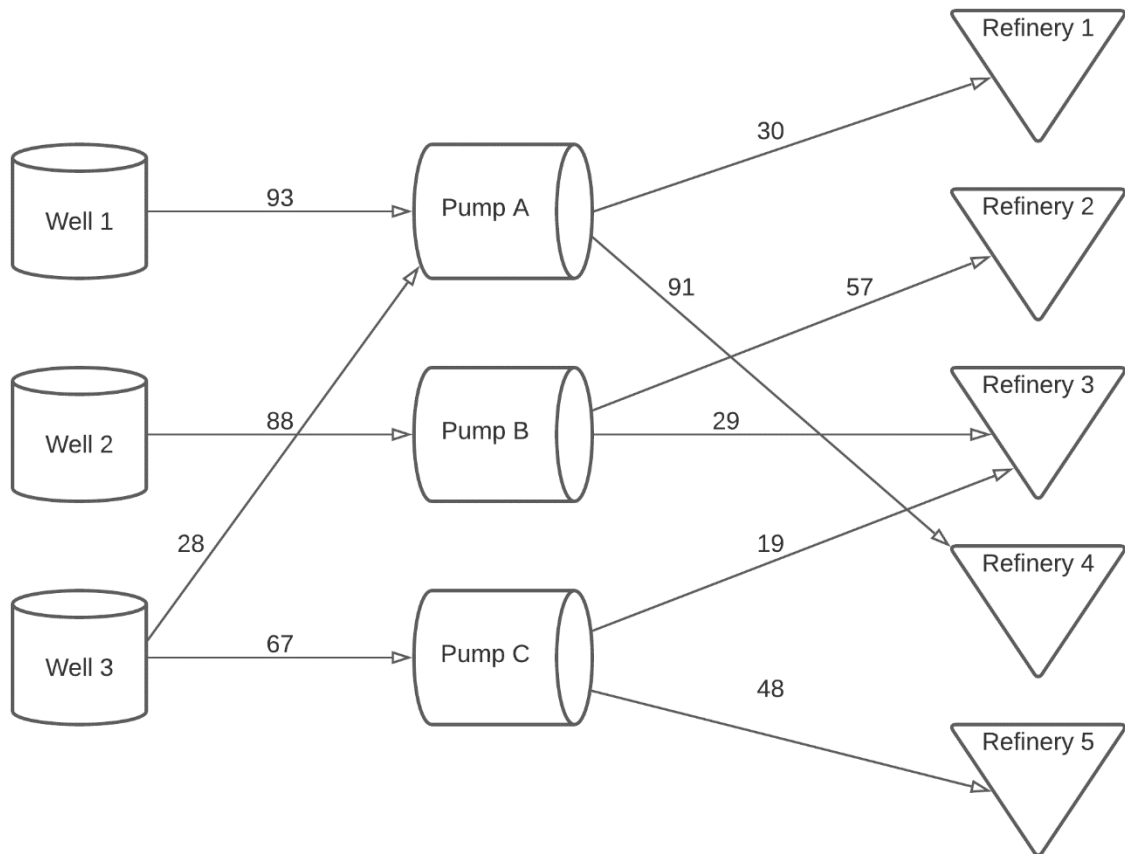 Refinery 1
30
Well 1
93
Pump A
Refinery 2
91
57
Well 2
88
Pump B
29
Refinery 3
28
19
Refinery 4
Well 3
67
Pump C
48
Refinery 5